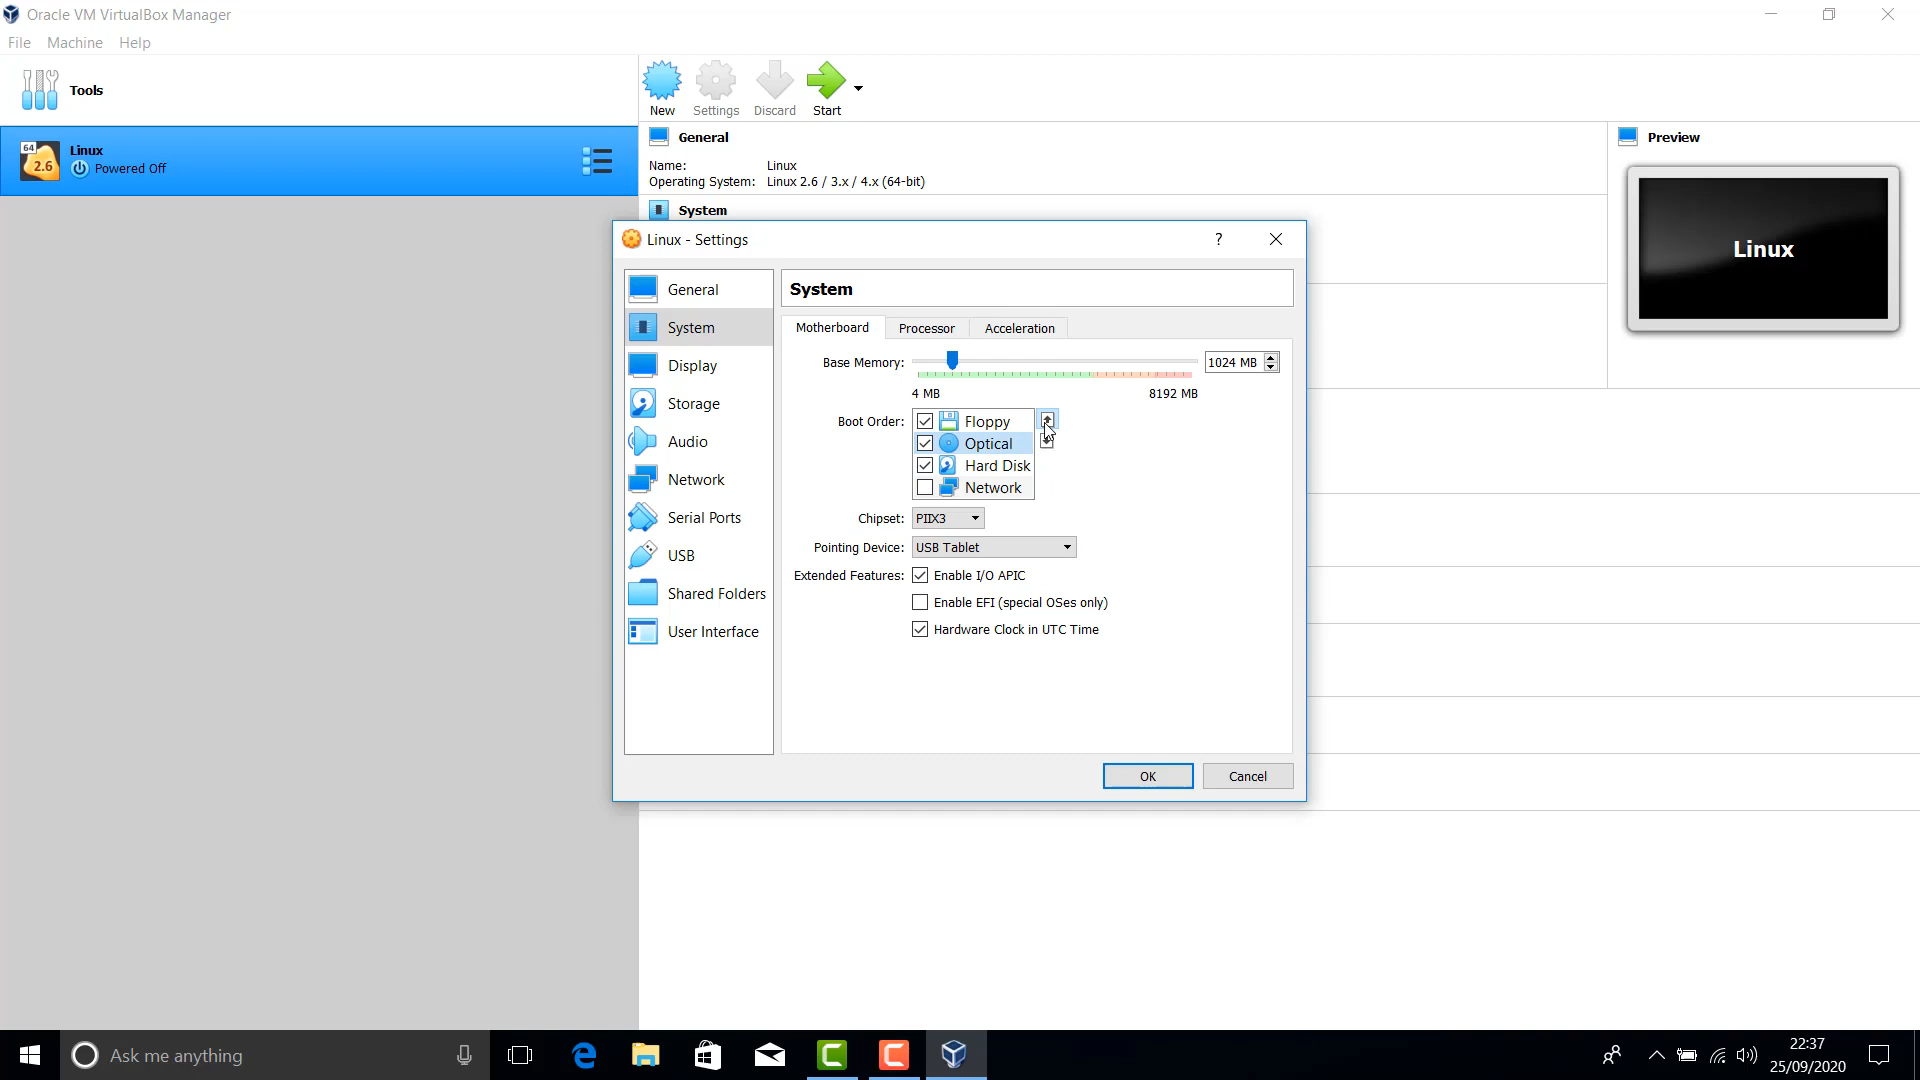 Oracle VM VirtualBox Manager
File Machine Help
Tools
New Settings Discard Start
64
2.6
Linux
Powered Off
General
Name: Linux
Operating System: Linux 2.6 / 3.x / 4.x (64-bit)
System
Preview
Linux
Linux - Settings
?
General
System
Display
Storage
Audio
Network
Serial Ports
USB
Shared Folders
User Interface
System
Motherboard Processor Acceleration
Base Memory: 1024 MB
4 MB 8192 MB
Boot Order: Floppy
Optical
Hard Disk
Network
Chipset: PIIX3
Pointing Device: USB Tablet
Extended Features: Enable I/O APIC
Enable EFI (special OSes only)
Hardware Clock in UTC Time
OK Cancel
Ask me anything
22:37
25/09/2020